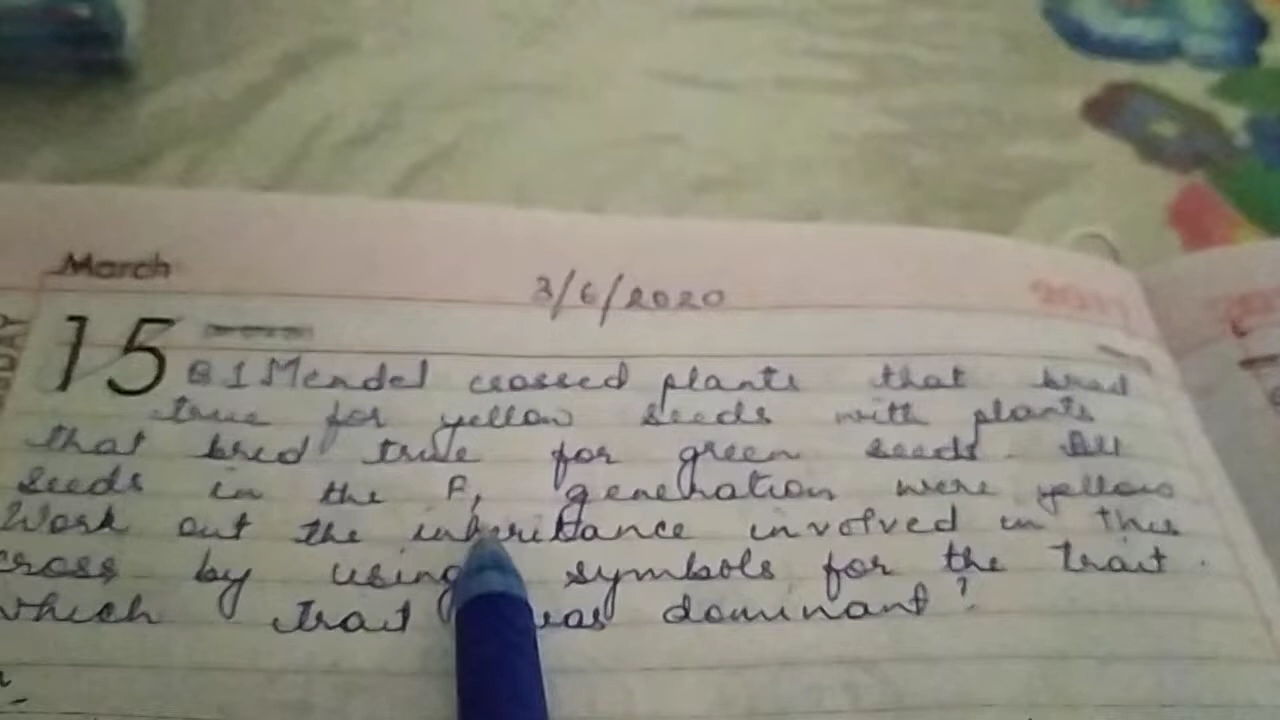 March
3/6/2020
15
Q 1 Mendel crossed plants that bred
true for yellow seeds with plants
that bred true for green seeds. All
seeds in the F1 generation were yellow
Work out the inheritance involved in this
cross by using symbols for the trait.
which trait was dominant?